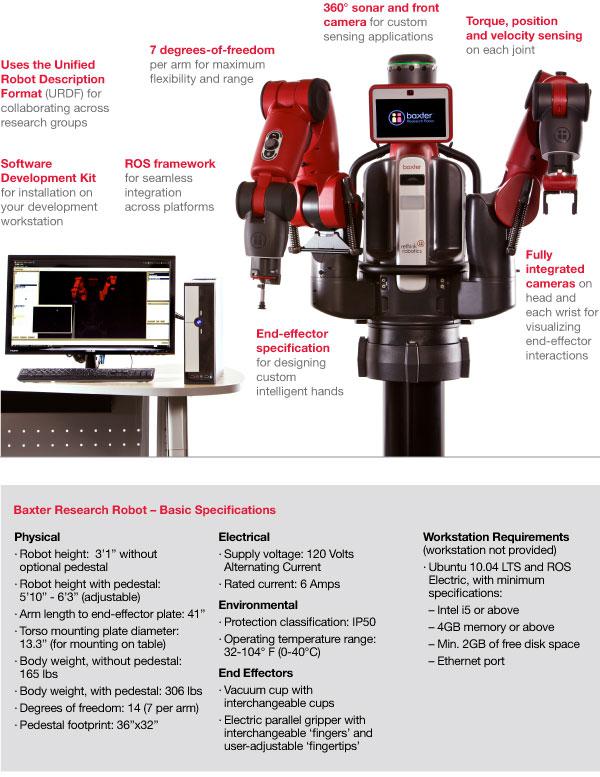 360° sonar and front
camera for custom
sensing applications
Torque, position
and velocity sensing
on each joint
7 degrees-of-freedom
per arm for maximum
flexibility and range
Uses the Unified
Robot Description
Format (URDF) for
collaborating across
research groups
Software
Development Kit
for installation on
your development
workstation
ROS framework
for seamless
integration
across platforms
baxter
Research Robot
baxter
rethink
robotics
Fully
integrated
cameras on
head and
each wrist for
visualizing
end-effector
interactions
End-effector
specification
for designing
custom
intelligent hands
Baxter Research Robot – Basic Specifications
Physical
· Robot height:  3'1” without
optional pedestal
· Robot height with pedestal:
5'10” - 6'3” (adjustable)
· Arm length to end-effector plate: 41”
· Torso mounting plate diameter:
13.3” (for mounting on table)
· Body weight, without pedestal:
165 lbs
· Body weight, with pedestal: 306 lbs
· Degrees of freedom: 14 (7 per arm)
· Pedestal footprint: 36”x32”
Electrical
· Supply voltage: 120 Volts
Alternating Current
· Rated current: 6 Amps
Environmental
· Protection classification: IP50
· Operating temperature range:
32-104° F (0-40°C)
End Effectors
· Vacuum cup with
interchangeable cups
· Electric parallel gripper with
interchangeable ‘fingers’ and
user-adjustable ‘fingertips’
Workstation Requirements
(workstation not provided)
· Ubuntu 10.04 LTS and ROS
Electric, with minimum
specifications:
– Intel i5 or above
– 4GB memory or above
– Min. 2GB of free disk space
– Ethernet port